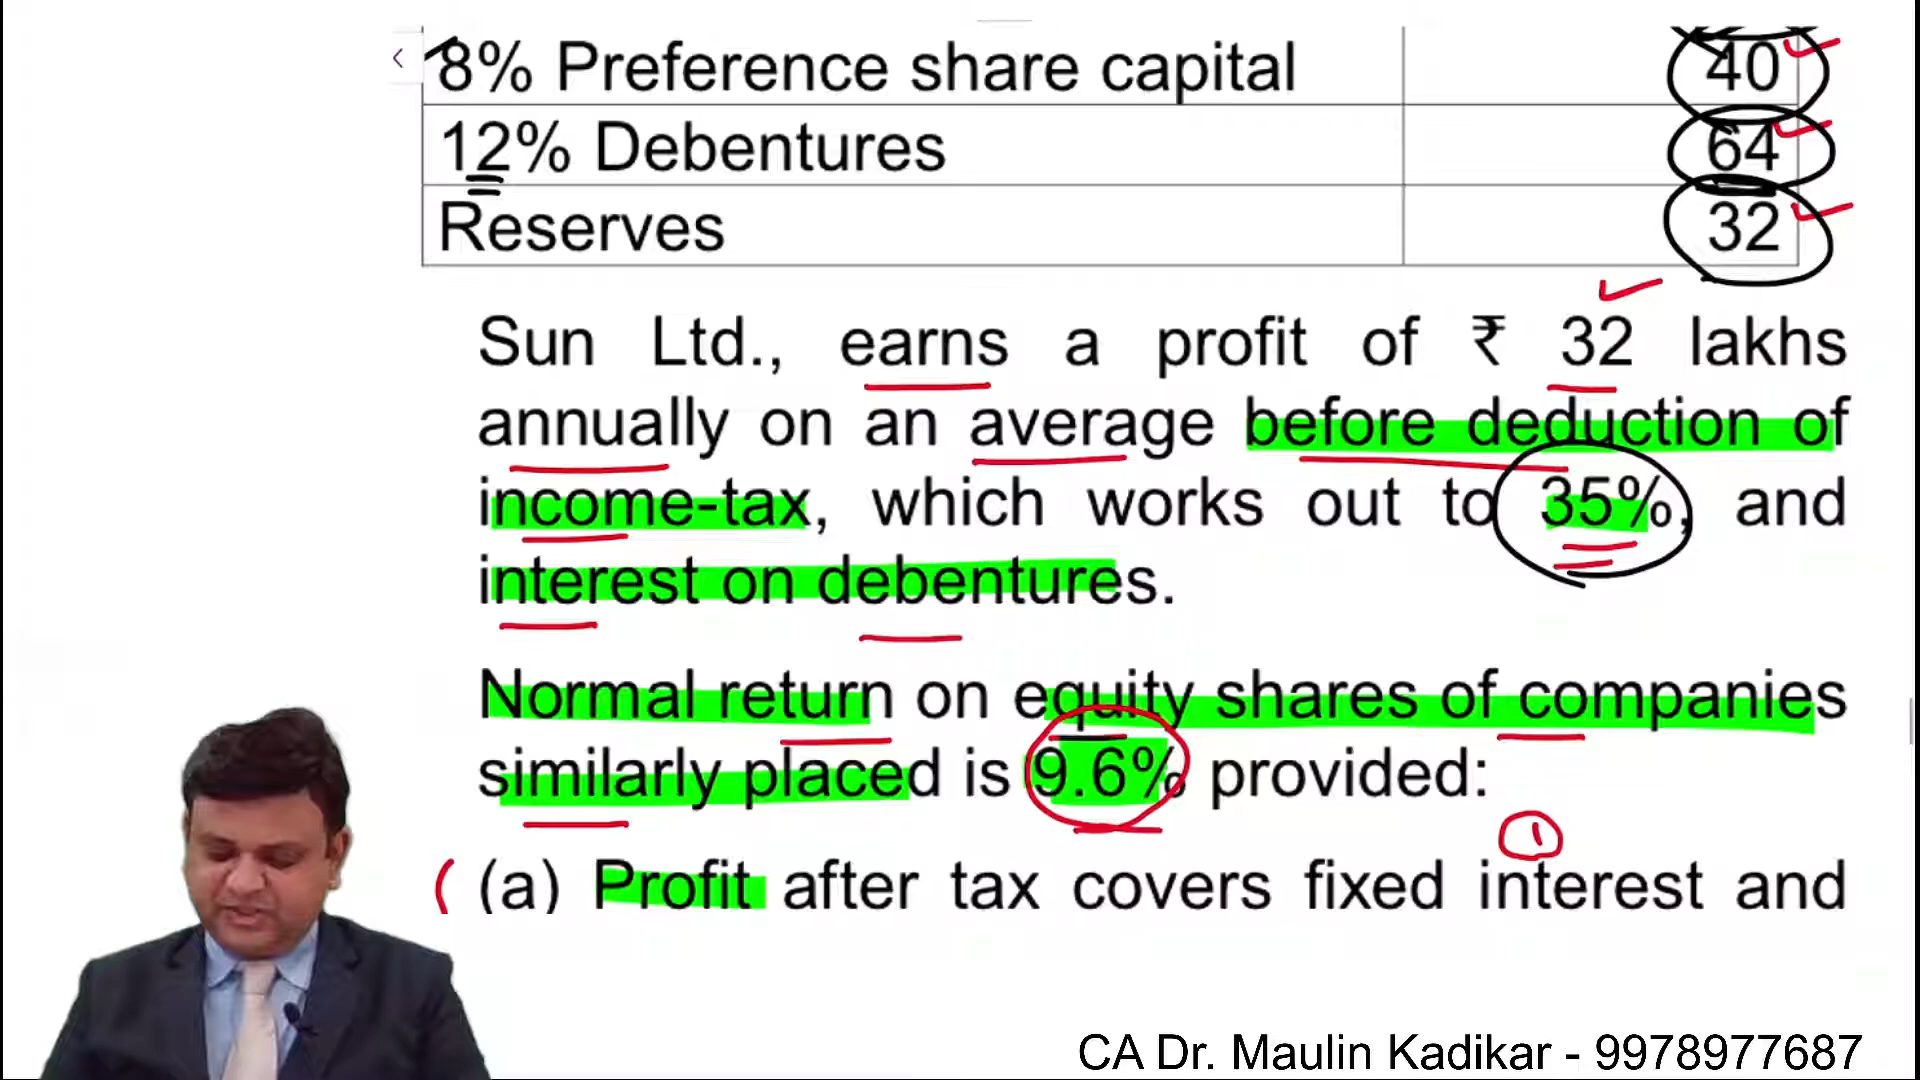 8% Preference share capital 40
12% Debentures 64
Reserves 32
Sun Ltd., earns a profit of ₹ 32 lakhs
annually on an average before deduction of
income-tax, which works out to 35%, and
interest on debentures.
Normal return on equity shares of companies
similarly placed is 9.6% provided:
1
(a) Profit after tax covers fixed interest and
CA Dr. Maulin Kadikar - 9978977687